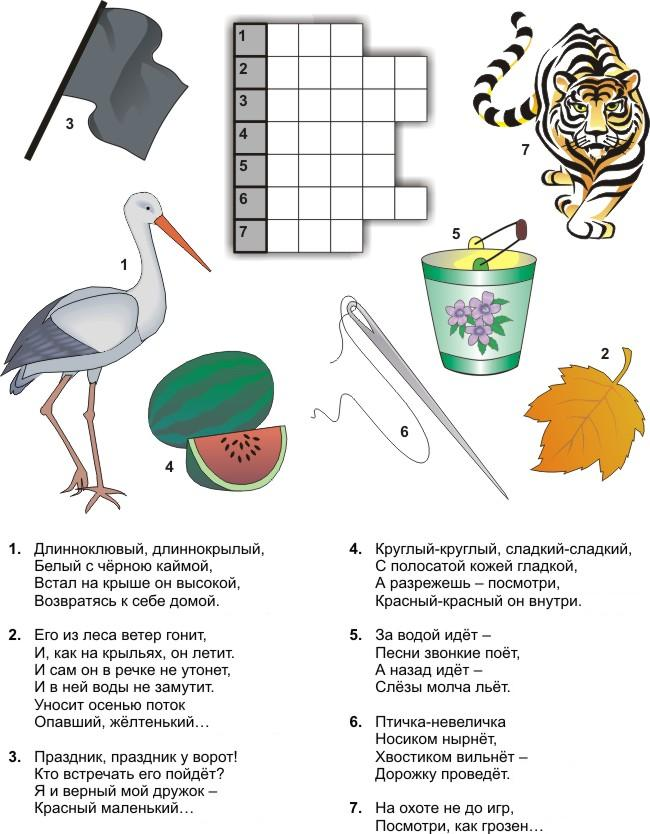 1
2
3
4
5
6
7
3
7
1
5
2
4
6
1. Длинноклювый, длиннокрылый,
Белый с чёрною каймой,
Встал на крыше он высокой,
Возвратясь к себе домой.
2. Его из леса ветер гонит,
И, как на крыльях, он летит.
И сам он в речке не утонет,
И в ней воды не замутит.
Уносит осенью поток
Опавший, жёлтенький…
3. Праздник, праздник у ворот!
Кто встречать его пойдёт?
Я и верный мой дружок –
Красный маленький…
4. Круглый-круглый, сладкий-сладкий,
С полосатой кожей гладкой,
А разрежешь – посмотри,
Красный-красный он внутри.
5. За водой идёт –
Песни звонкие поёт,
А назад идёт –
Слёзы молча льёт.
6. Птичка-невеличка
Носиком нырнёт,
Хвостиком вильнёт –
Дорожку проведёт.
7. На охоте не до игр,
Посмотри, как грозен…